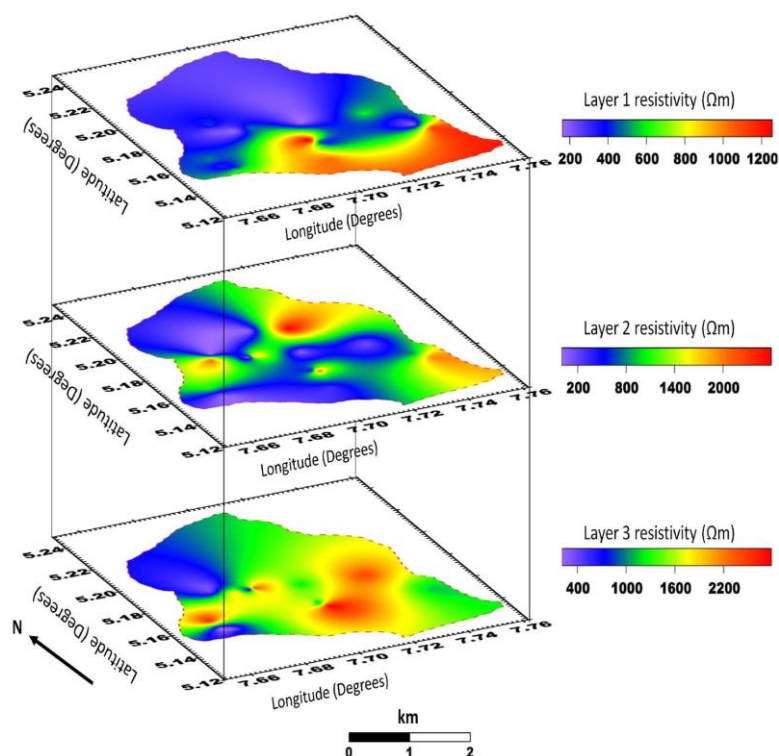 5.24
5.22
5.20
5.18
5.16
5.14
5.12
Latitude (Degrees)
7.66
7.68
7.70
7.72
7.74
7.76
Longitude (Degrees)
Layer 1 resistivity (Ωm)
200 400 600 800 1000 1200
5.24
5.22
5.20
5.18
5.16
5.14
5.12
Latitude (Degrees)
7.66
7.68
7.70
7.72
7.74
7.76
Longitude (Degrees)
Layer 2 resistivity (Ωm)
200 800 1400 2000
5.24
5.22
5.20
5.18
5.16
5.14
5.12
Latitude (Degrees)
7.66
7.68
7.70
7.72
7.74
7.76
Longitude (Degrees)
Layer 3 resistivity (Ωm)
400 1000 1600 2200
N
km
0 1 2